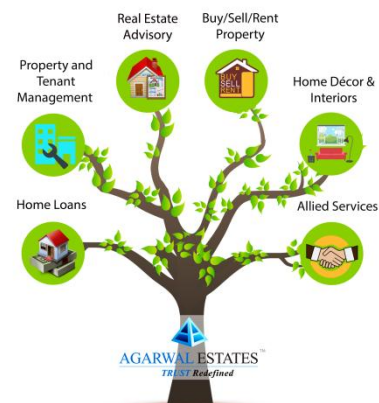 Real Estate
Advisory
Buy/Sell/Rent
Property
Property and
Tenant
Management
Home Décor &
Interiors
BUY
SELL
RENT
Home Loans
Allied Services
AGARWAL ESTATES™
TRUST Redefined